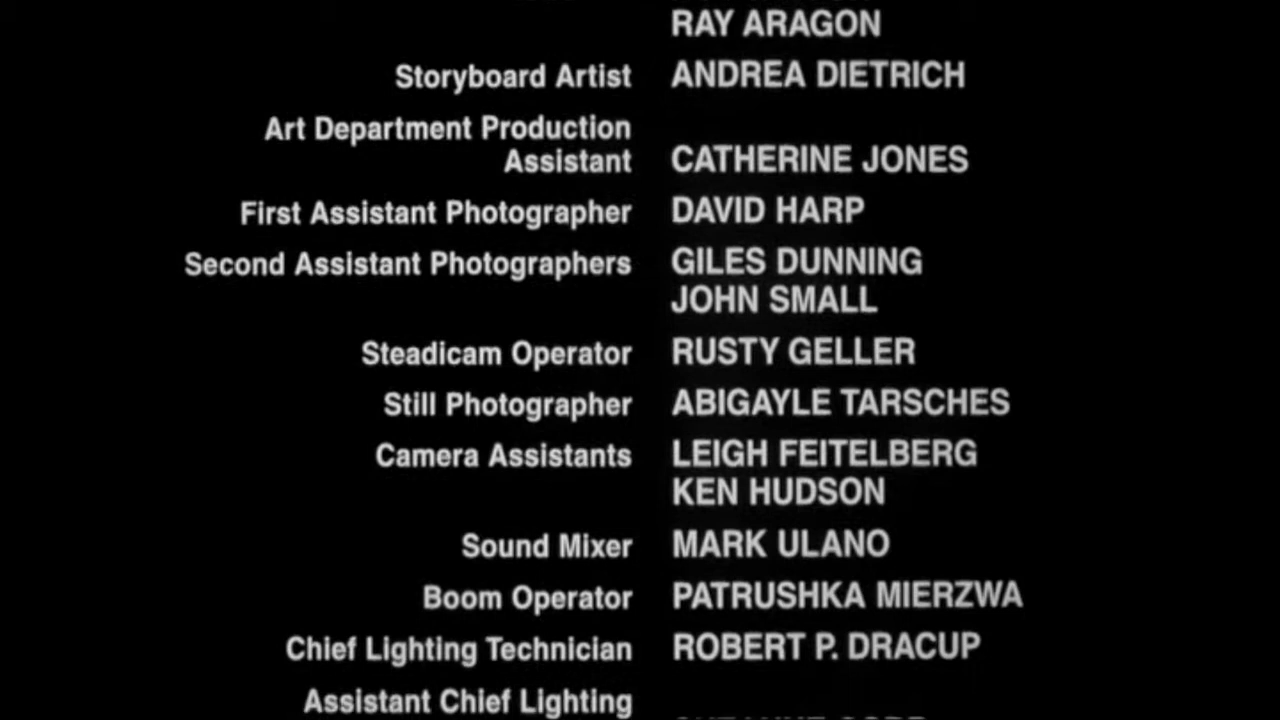 RAY ARAGON
Storyboard Artist ANDREA DIETRICH
Art Department Production
Assistant CATHERINE JONES
First Assistant Photographer DAVID HARP
Second Assistant Photographers GILES DUNNING
JOHN SMALL
Steadicam Operator RUSTY GELLER
Still Photographer ABIGAYLE TARSCHES
Camera Assistants LEIGH FEITELBERG
KEN HUDSON
Sound Mixer MARK ULANO
Boom Operator PATRUSHKA MIERZWA
Chief Lighting Technician ROBERT P. DRACUP
Assistant Chief Lighting